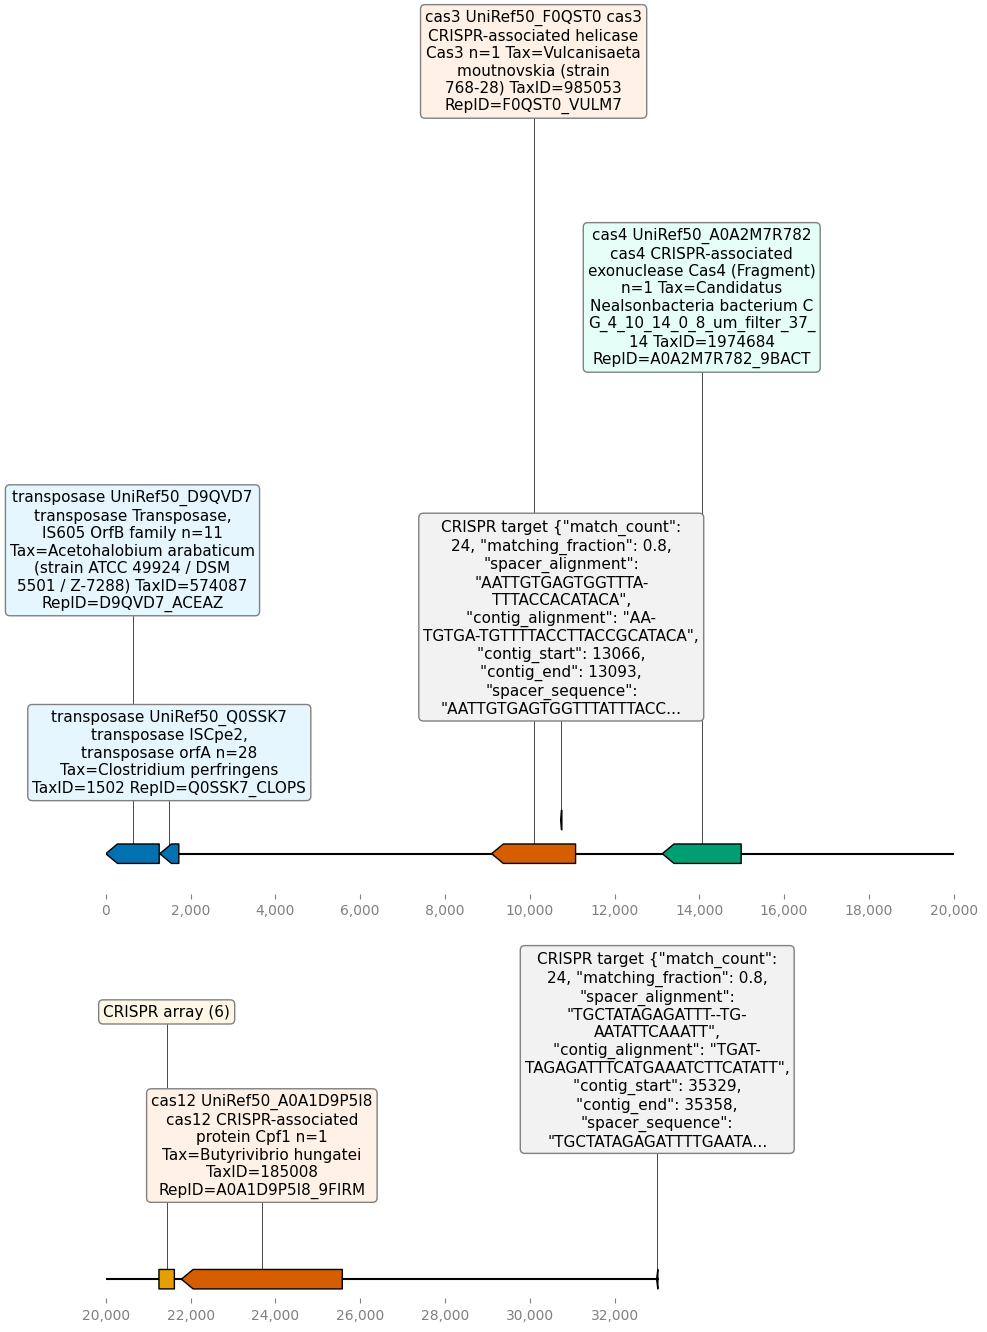 cas3 UniRef50_F0QST0 cas3
CRISPR-associated helicase
Cas3 n=1 Tax=Vulcanisaeta
moutnovskia (strain
768-28) TaxID=985053
RepID=F0QST0_VULM7
cas4 UniRef50_A0A2M7R782
cas4 CRISPR-associated
exonuclease Cas4 (Fragment)
n=1 Tax=Candidatus
Nealsonbacteria bacterium C
G_4_10_14_0_8_um_filter_37_
14 TaxID=1974684
RepID=A0A2M7R782_9BACT
transposase UniRef50_D9QVD7
transposase Transposase,
IS605 OrfB family n=11
Tax=Acetohalobium arabaticum
(strain ATCC 49924 / DSM
5501 / Z-7288) TaxID=574087
RepID=D9QVD7_ACEAZ
CRISPR target {"match_count":
24, "matching_fraction": 0.8,
"spacer_alignment":
"AATTGTGAGTGGTTTA-
TTTACCACATACA",
"contig_alignment": "AA-
TGTGA-TGTTTTACCTTACCGCATACA",
"contig_start": 13066,
"contig_end": 13093,
"spacer_sequence":
"AATTGTGAGTGGTTTATTTACC...
transposase UniRef50_Q0SSK7
transposase ISCpe2,
transposase orfA n=28
Tax=Clostridium perfringens
TaxID=1502 RepID=Q0SSK7_CLOPS
0 2,000 4,000 6,000 8,000 10,000 12,000 14,000 16,000 18,000 20,000
CRISPR target {"match_count":
24, "matching_fraction": 0.8,
"spacer_alignment":
"TGCTATAGAGATTT--TG-
AATATTCAAATT",
"contig_alignment": "TGAT-
TAGAGATTTCATGAAATCTTCATATT",
"contig_start": 35329,
"contig_end": 35358,
"spacer_sequence":
"TGCTATAGAGATTTTGAATA...
CRISPR array (6)
cas12 UniRef50_A0A1D9P5I8
cas12 CRISPR-associated
protein Cpf1 n=1
Tax=Butyrivibrio hungatei
TaxID=185008
RepID=A0A1D9P5I8_9FIRM
20,000 22,000 24,000 26,000 28,000 30,000 32,000